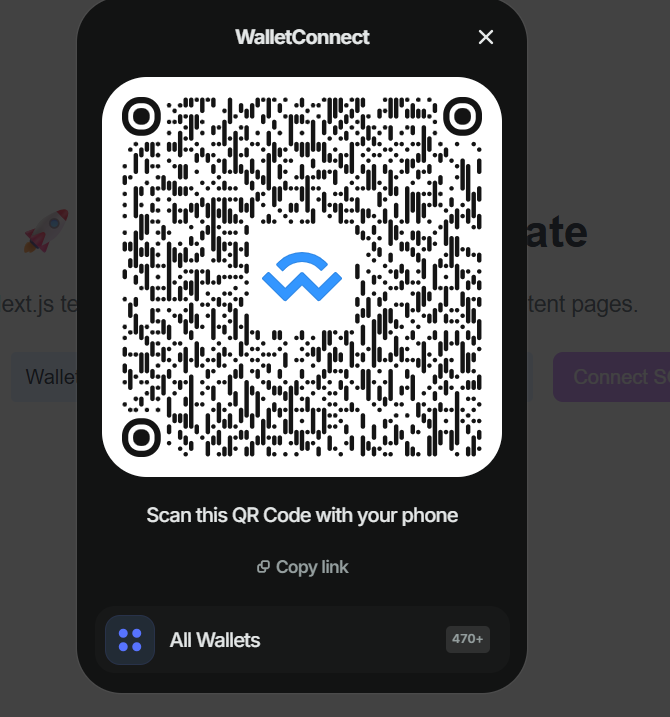 WalletConnect
ate
ext.js te
tent pages.
Wallet
Connect S
Scan this QR Code with your phone
Copy link
All Wallets
470+